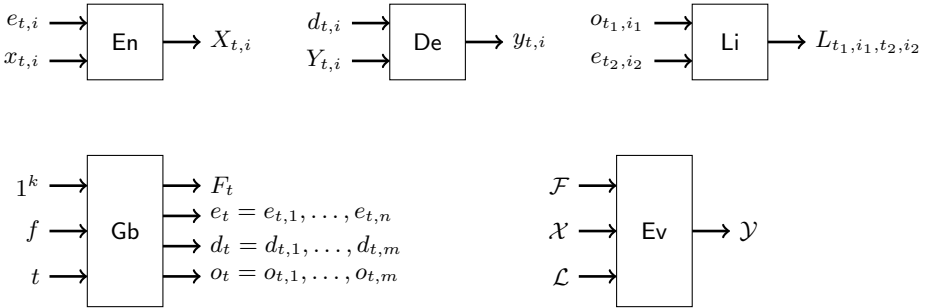 e_{t,i} x_{t,i} En X_{t,i}
d_{t,i} Y_{t,i} De y_{t,i}
o_{t_1,i_1} e_{t_2,i_2} Li L_{t_1,i_1,t_2,i_2}
1^k f t Gb
F_t
e_t = e_{t,1}, . . . , e_{t,n}
d_t = d_{t,1}, . . . , d_{t,m}
o_t = o_{t,1}, . . . , o_{t,m}
ℱ 𝒳 ℒ Ev 𝒴